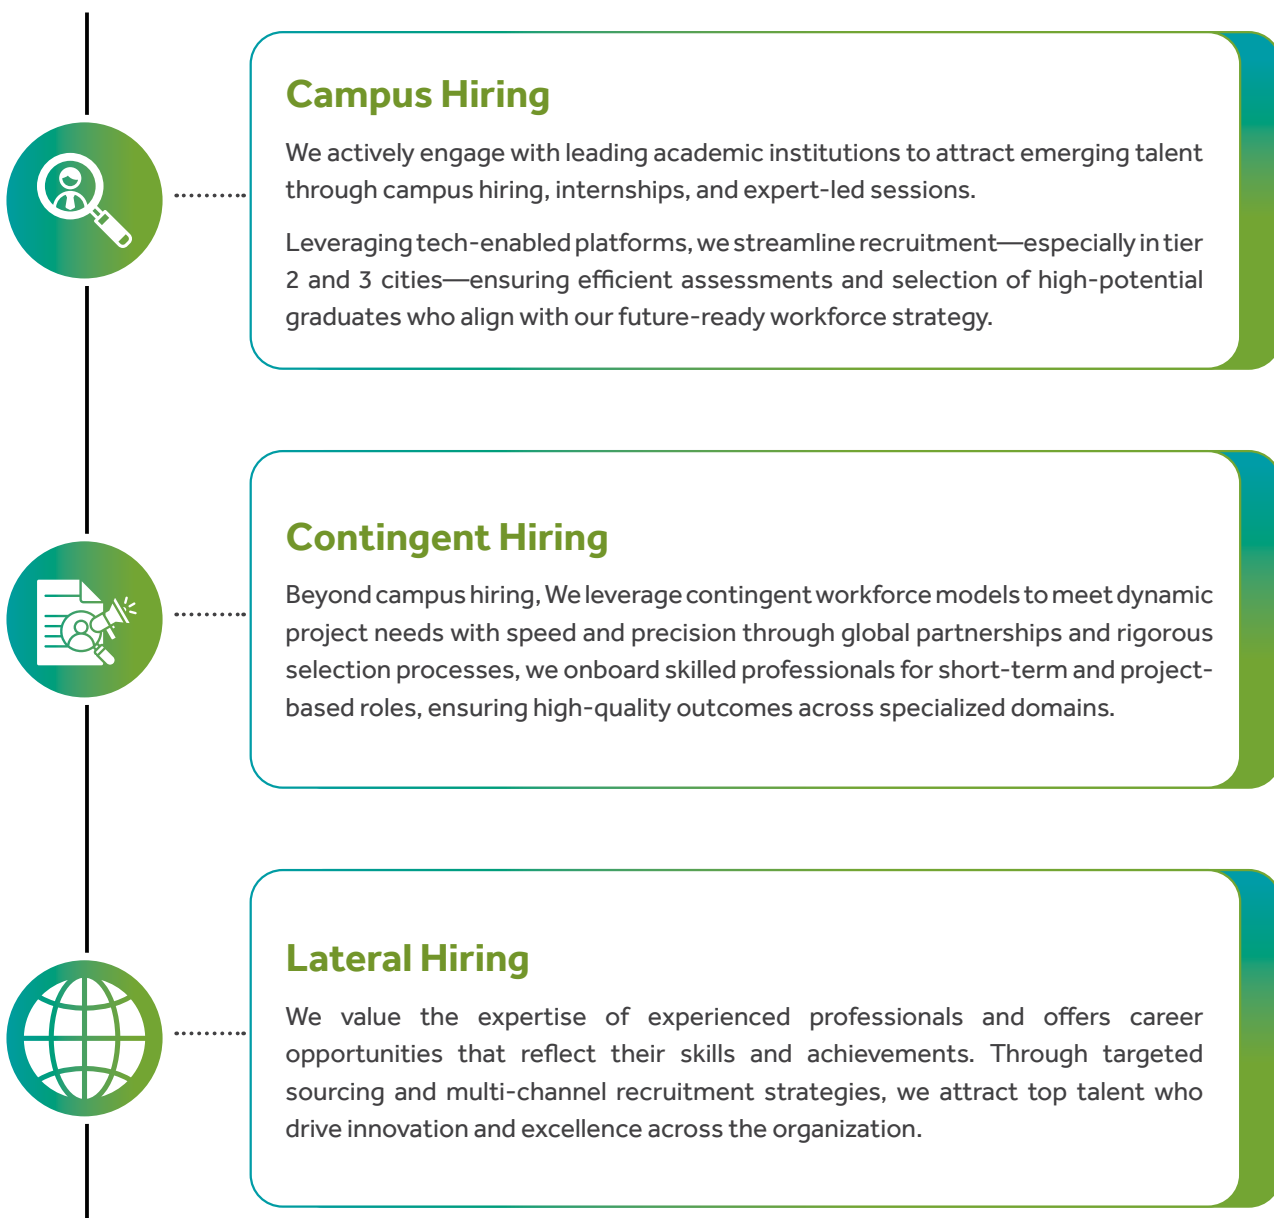 Campus Hiring
We actively engage with leading academic institutions to attract emerging talent
through campus hiring, internships, and expert-led sessions.
Leveraging tech-enabled platforms, we streamline recruitment—especially in tier
2 and 3 cities—ensuring efficient assessments and selection of high-potential
graduates who align with our future-ready workforce strategy.
Contingent Hiring
Beyond campus hiring, We leverage contingent workforce models to meet dynamic
project needs with speed and precision through global partnerships and rigorous
selection processes, we onboard skilled professionals for short-term and project-
based roles, ensuring high-quality outcomes across specialized domains.
Lateral Hiring
We value the expertise of experienced professionals and offers career
opportunities that reflect their skills and achievements. Through targeted
sourcing and multi-channel recruitment strategies, we attract top talent who
drive innovation and excellence across the organization.